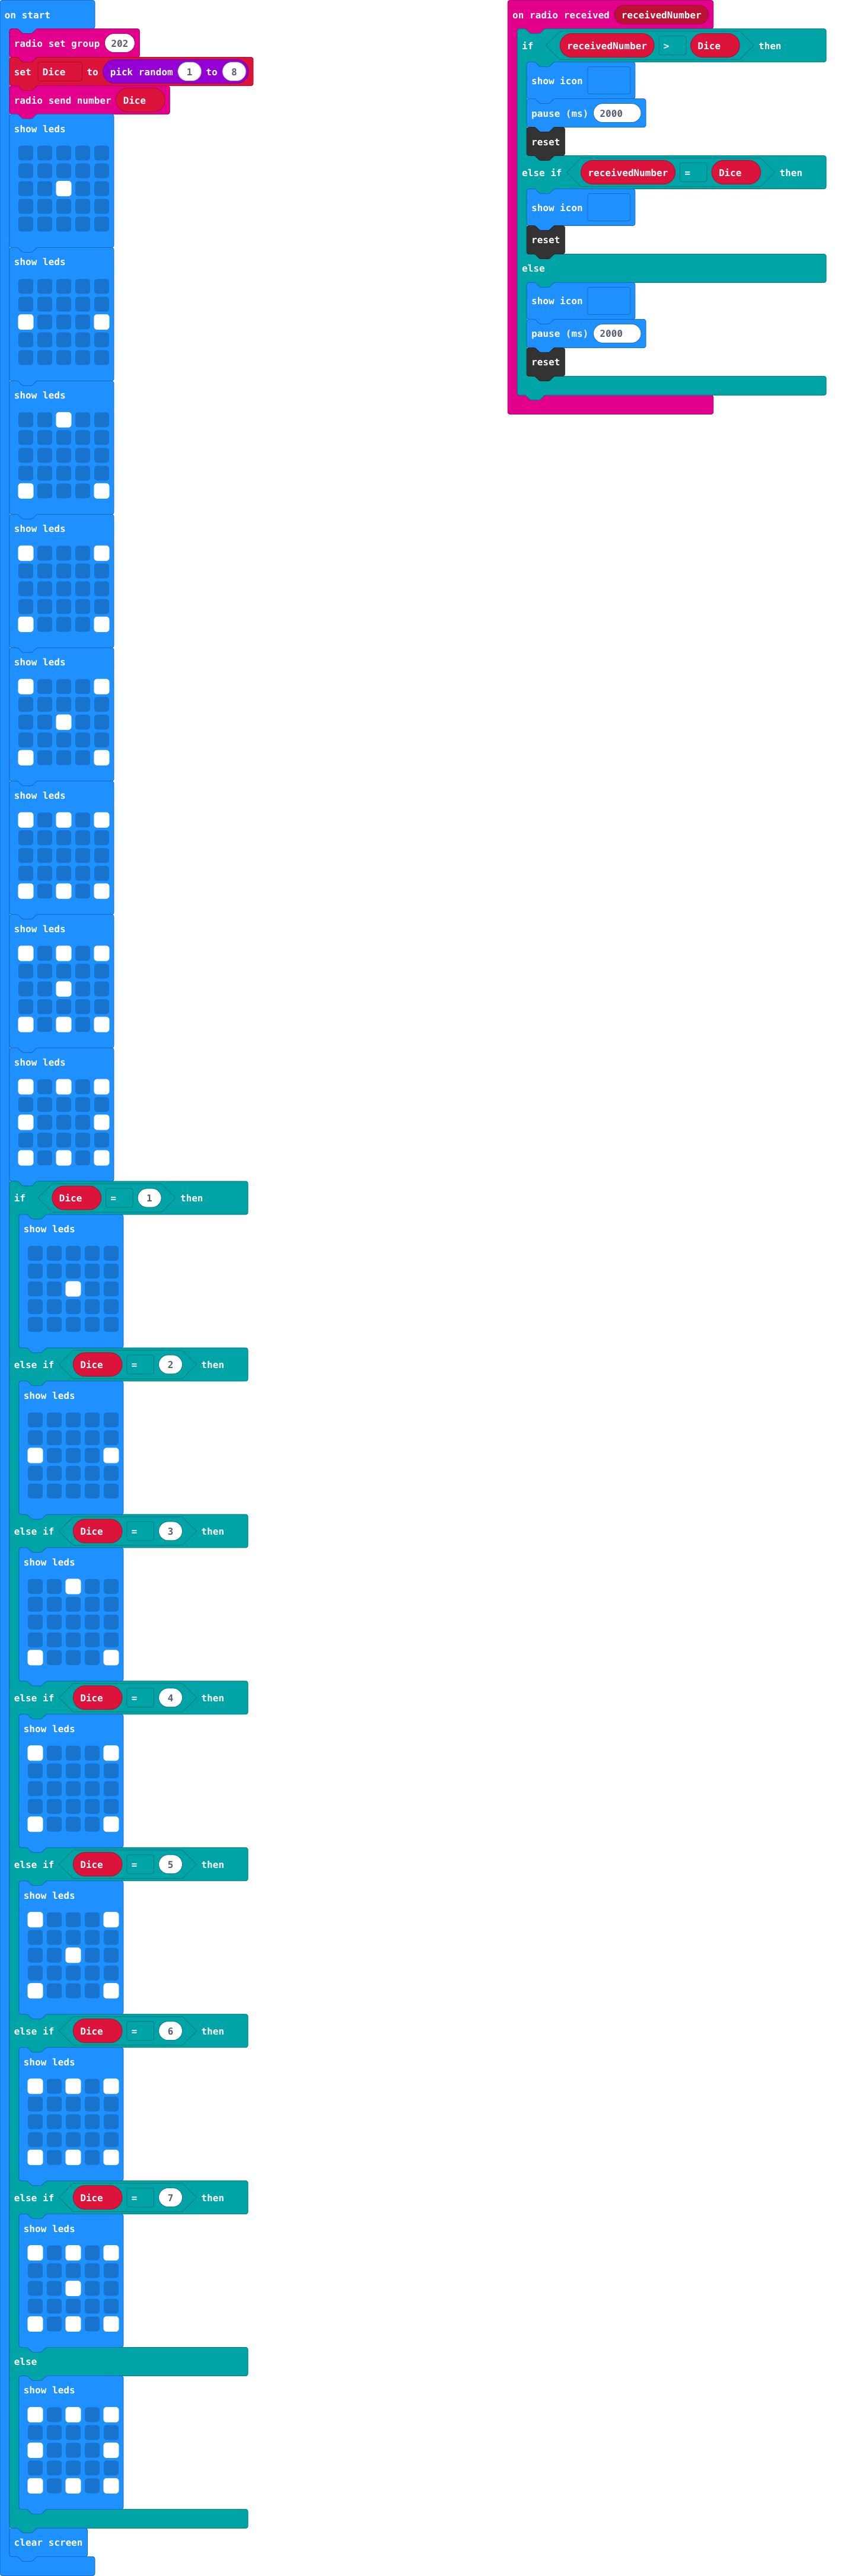 on start
radio set group 202
set Dice to pick random 1 to 8
radio send number Dice
show leds
show leds
show leds
show leds
show leds
show leds
show leds
show leds
if Dice = 1 then
show leds
else if Dice = 2 then
show leds
else if Dice = 3 then
show leds
else if Dice = 4 then
show leds
else if Dice = 5 then
show leds
else if Dice = 6 then
show leds
else if Dice = 7 then
show leds
else
show leds
clear screen
on radio received receivedNumber
if receivedNumber > Dice then
show icon
pause (ms) 2000
reset
else if receivedNumber = Dice then
show icon
reset
else
show icon
pause (ms) 2000
reset